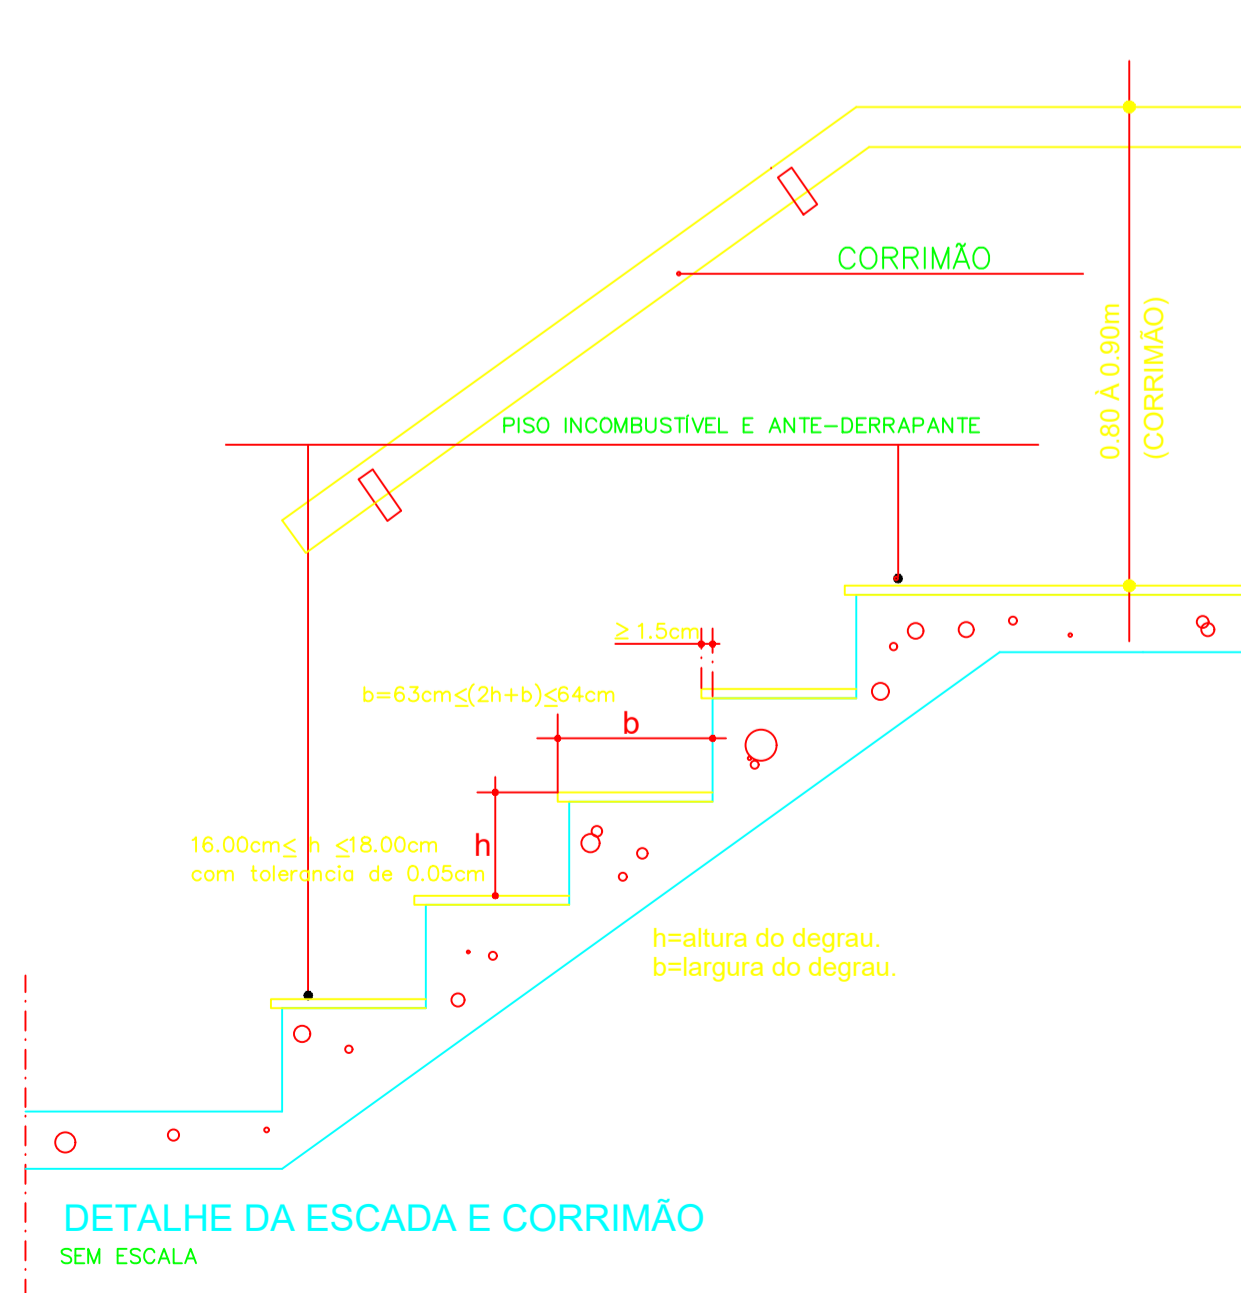 CORRIMÃO
0.80 À 0.90m
(CORRIMÃO)
PISO INCOMBUSTÍVEL E ANTE-DERRAPANTE
≥ 1.5cm
b=63cm≤(2h+b)≤64cm
b
16.00cm≤ h ≤18.00cm
com tolerancia de 0.05cm
h
h=altura do degrau.
b=largura do degrau.
DETALHE DA ESCADA E CORRIMÃO
SEM ESCALA